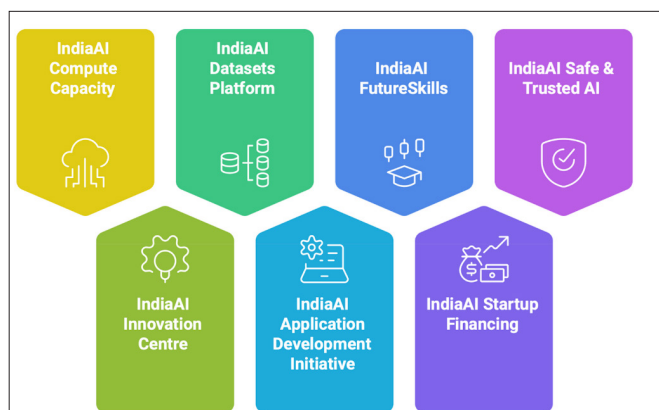 IndiaAI
Compute
Capacity
IndiaAI
Datasets
Platform
IndiaAI
FutureSkills
IndiaAI Safe &
Trusted AI
IndiaAI
Innovation
Centre
IndiaAI
Application
Development
Initiative
IndiaAI Startup
Financing